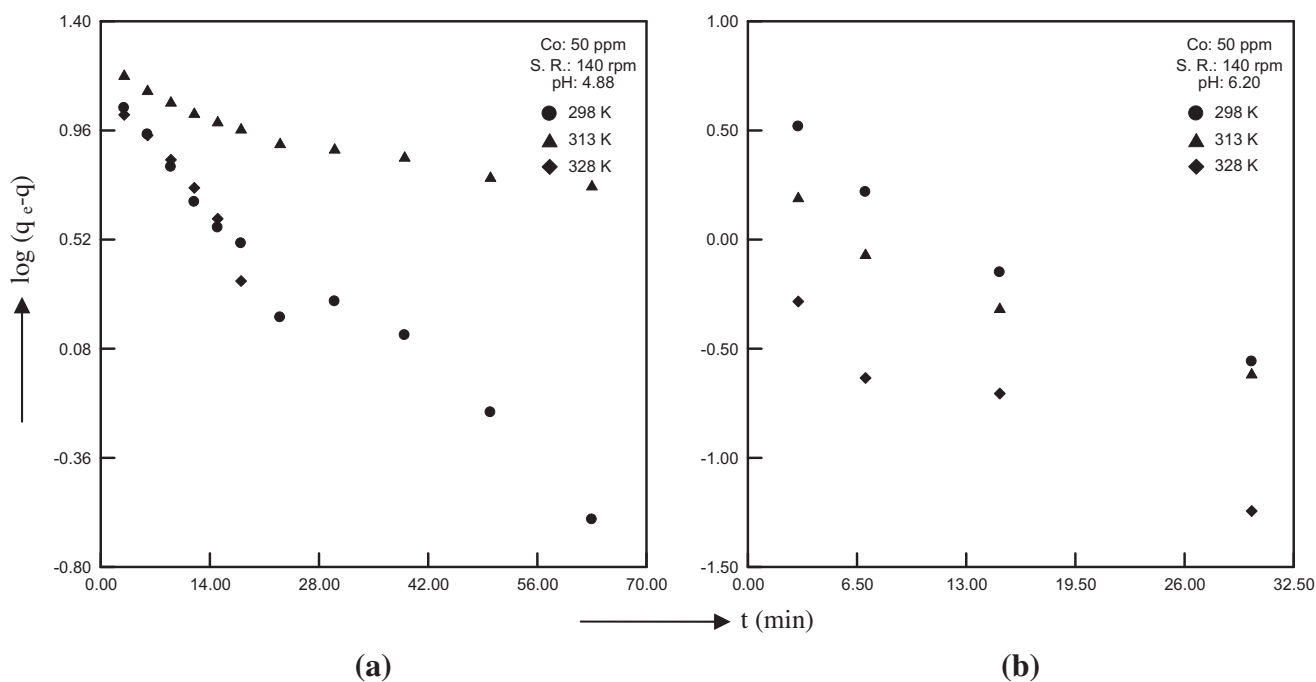 1.40
0.96
0.52
0.08
-0.36
-0.80
0.00
14.00
28.00
42.00
56.00
70.00
Co: 50 ppm
S. R.: 140 rpm
pH: 4.88
298 K
313 K
328 K
log (q e-q)
(a)
1.00
0.50
0.00
-0.50
-1.00
-1.50
0.00
6.50
13.00
19.50
26.00
32.50
Co: 50 ppm
S. R.: 140 rpm
pH: 6.20
298 K
313 K
328 K
t (min)
(b)